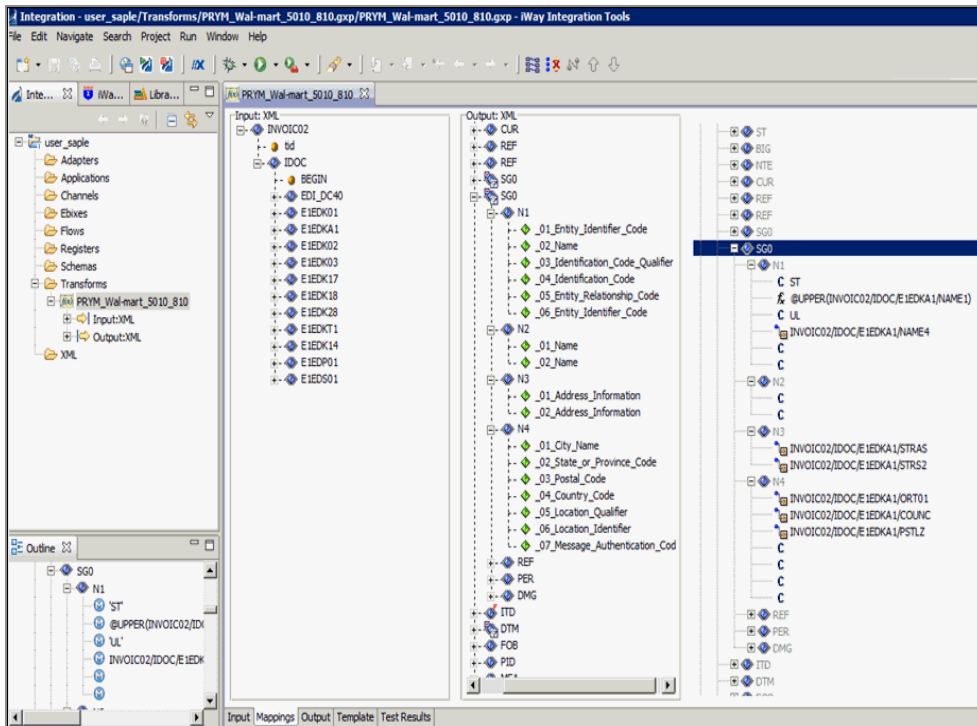 Integration - user_saple/Transforms/PRYM_Wal-mart_5010_810.gxp/PRYM_Wal-mart_5010_810.gxp - iWay Integration Tools
File Edit Navigate Search Project Run Window Help
Inte... iWa... Libra...
user_saple
Adapters
Applications
Channels
Ebixes
Flows
Registers
Schemas
Transforms
PRYM_Wal-mart_5010_810
Input:XML
Output:XML
XML
Outline
SG0
N1
'ST'
@UPPER(INVOIC02/IDO
'UL'
INVOIC02/IDOC/E1EDK
PRYM_Wal-mart_5010_810
Input: XML
INVOIC02
tid
IDOC
BEGIN
EDI_DC40
E1EDK01
E1EDKA1
E1EDK02
E1EDK03
E1EDK17
E1EDK18
E1EDK28
E1EDKT1
E1EDK14
E1EDP01
E1EDS01
Output: XML
CUR
REF
REF
SG0
SG0
N1
_01_Entity_Identifier_Code
_02_Name
_03_Identification_Code_Qualifier
_04_Identification_Code
_05_Entity_Relationship_Code
_06_Entity_Identifier_Code
N2
_01_Name
_02_Name
N3
_01_Address_Information
_02_Address_Information
N4
_01_City_Name
_02_State_or_Province_Code
_03_Postal_Code
_04_Country_Code
_05_Location_Qualifier
_06_Location_Identifier
_07_Message_Authentication_Cod
REF
PER
DMG
ITD
DTM
FOB
PID
ST
BIG
NTE
CUR
REF
REF
SG0
SG0
N1
C ST
fx @UPPER(INVOIC02/IDOC/E1EDKA1/NAME1)
C UL
INVOIC02/IDOC/E1EDKA1/NAME4
C
C
N2
C
C
N3
INVOIC02/IDOC/E1EDKA1/STRAS
INVOIC02/IDOC/E1EDKA1/STRS2
N4
INVOIC02/IDOC/E1EDKA1/ORT01
INVOIC02/IDOC/E1EDKA1/COUNC
INVOIC02/IDOC/E1EDKA1/PSTLZ
C
C
C
C
REF
PER
DMG
ITD
DTM
Input Mappings Output Template Test Results